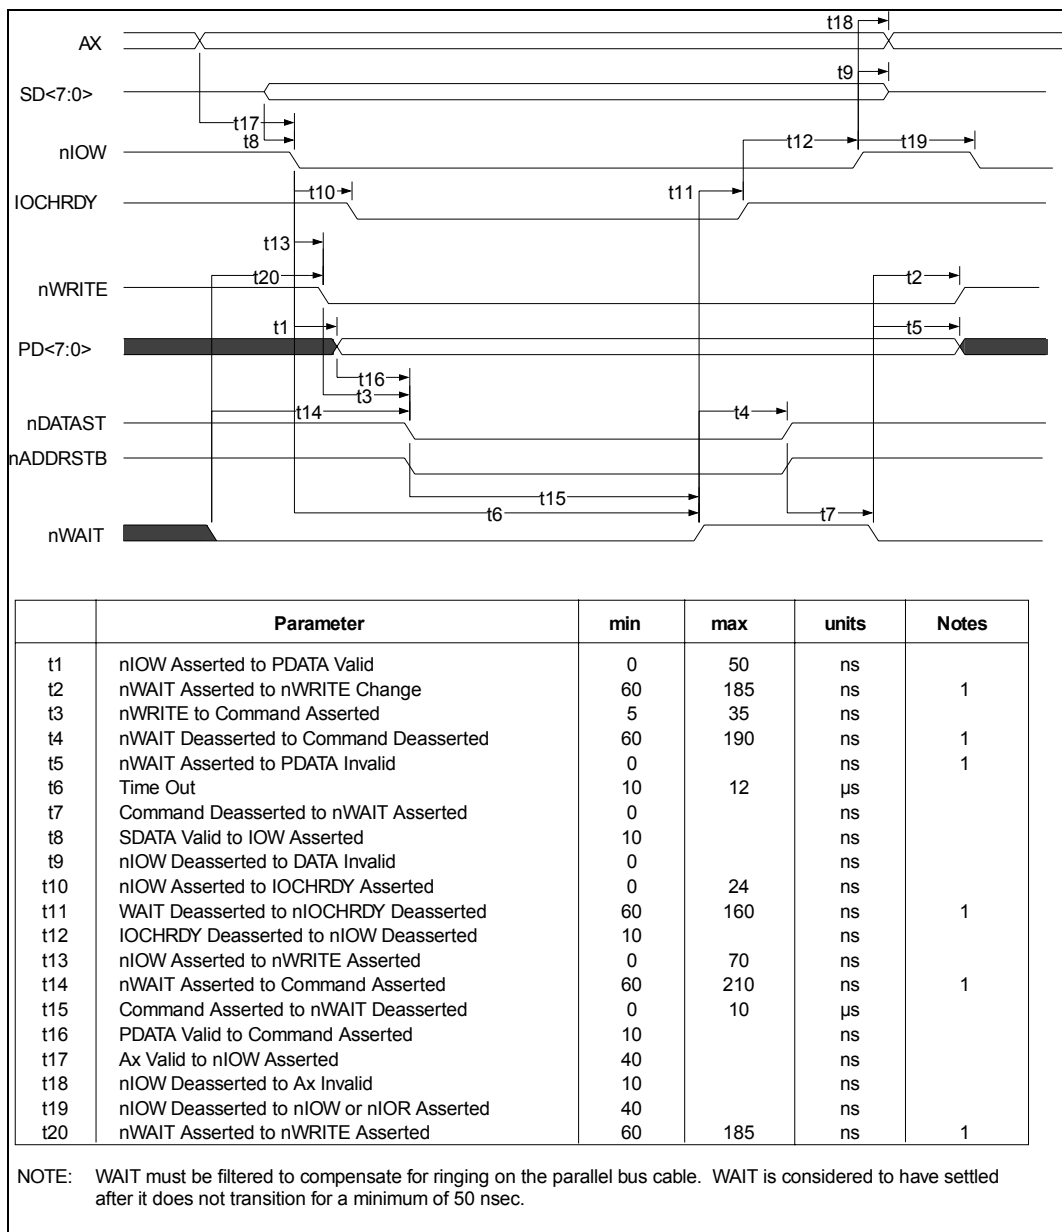 t18
AX
t9
SD<7:0>
t17
t8
t12
t19
nIOW
t10
t11
IOCHRDY
t13
t20
t2
nWRITE
t1
t5
PD<7:0>
t16
t3
t14
t4
nDATAST
nADDRSTB
t15
t6
t7
nWAIT
Parameter min max units Notes
t1 nIOW Asserted to PDATA Valid 0 50 ns
t2 nWAIT Asserted to nWRITE Change 60 185 ns 1
t3 nWRITE to Command Asserted 5 35 ns
t4 nWAIT Deasserted to Command Deasserted 60 190 ns 1
t5 nWAIT Asserted to PDATA Invalid 0 ns 1
t6 Time Out 10 12 µs
t7 Command Deasserted to nWAIT Asserted 0 ns
t8 SDATA Valid to IOW Asserted 10 ns
t9 nIOW Deasserted to DATA Invalid 0 ns
t10 nIOW Asserted to IOCHRDY Asserted 0 24 ns
t11 WAIT Deasserted to nIOCHRDY Deasserted 60 160 ns 1
t12 IOCHRDY Deasserted to nIOW Deasserted 10 ns
t13 nIOW Asserted to nWRITE Asserted 0 70 ns
t14 nWAIT Asserted to Command Asserted 60 210 ns 1
t15 Command Asserted to nWAIT Deasserted 0 10 µs
t16 PDATA Valid to Command Asserted 10 ns
t17 Ax Valid to nIOW Asserted 40 ns
t18 nIOW Deasserted to Ax Invalid 10 ns
t19 nIOW Deasserted to nIOW or nIOR Asserted 40 ns
t20 nWAIT Asserted to nWRITE Asserted 60 185 ns 1
NOTE: WAIT must be filtered to compensate for ringing on the parallel bus cable. WAIT is considered to have settled
after it does not transition for a minimum of 50 nsec.